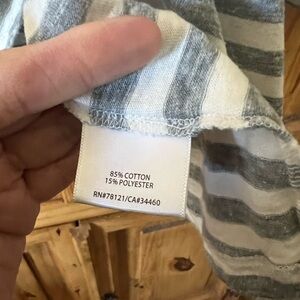 85% COTTON
15% POLYESTER
RN#78121/CA#34460